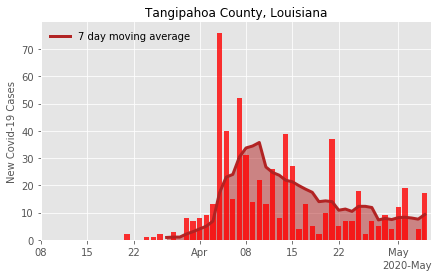 Tangipahoa County, Louisiana
7 day moving average
New Covid-19 Cases
70
60
50
40
30
20
10
0
08 15 22 Apr 08 15 22 May
2020-May